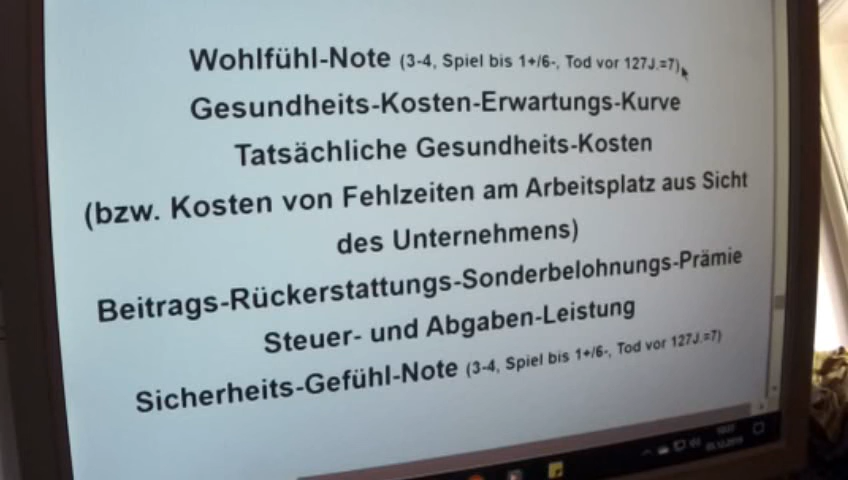 Wohlfühl-Note (3-4, Spiel bis 1+/6-, Tod vor 127J.=7)
Gesundheits-Kosten-Erwartungs-Kurve
Tatsächliche Gesundheits-Kosten
(bzw. Kosten von Fehlzeiten am Arbeitsplatz aus Sicht
des Unternehmens)
Beitrags-Rückerstattungs-Sonderbelohnungs-Prämie
Steuer- und Abgaben-Leistung
Sicherheits-Gefühl-Note (3-4, Spiel bis 1+/6-, Tod vor 127J.=7)